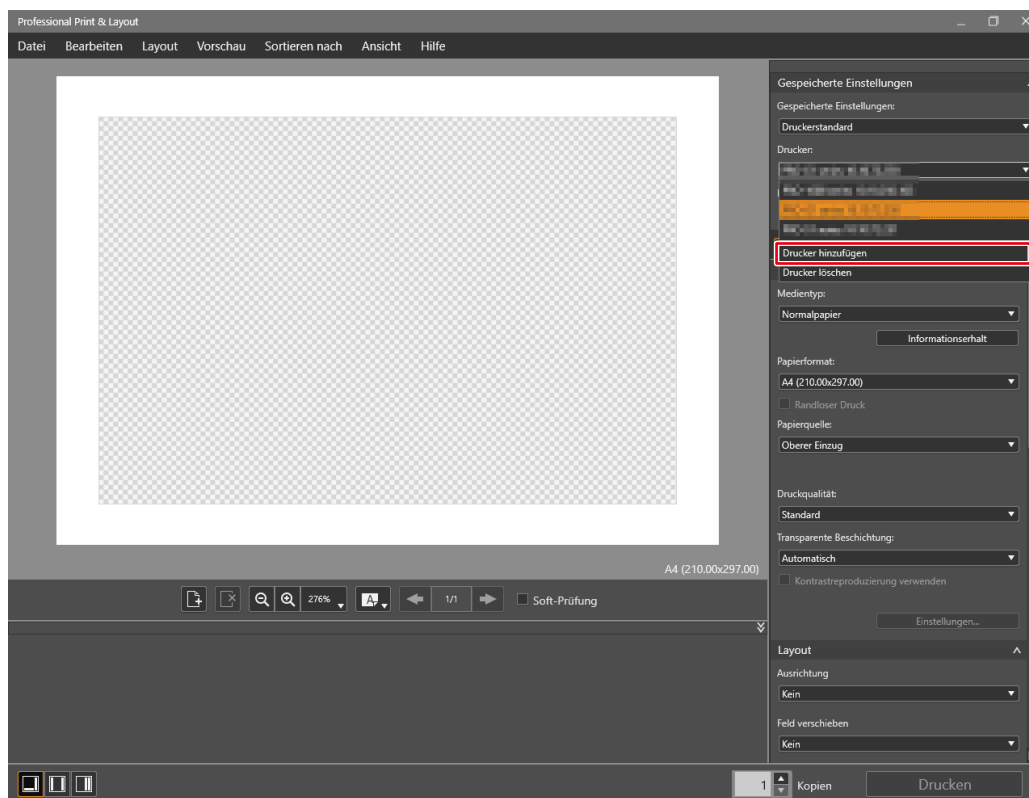 Professional Print & Layout
Datei Bearbeiten Layout Vorschau Sortieren nach Ansicht Hilfe
Gespeicherte Einstellungen
Gespeicherte Einstellungen:
Druckerstandard
Drucker:
Drucker hinzufügen
Drucker löschen
Medientyp:
Normalpapier
Informationserhalt
Papierformat:
A4 (210.00x297.00)
Randloser Druck
Papierquelle:
Oberer Einzug
Druckqualität:
Standard
Transparente Beschichtung:
Automatisch
Kontrastreproduzierung verwenden
Einstellungen...
A4 (210.00x297.00)
276% A 1/1 Soft-Prüfung
Layout
Ausrichtung
Kein
Feld verschieben
Kein
1 Kopien Drucken